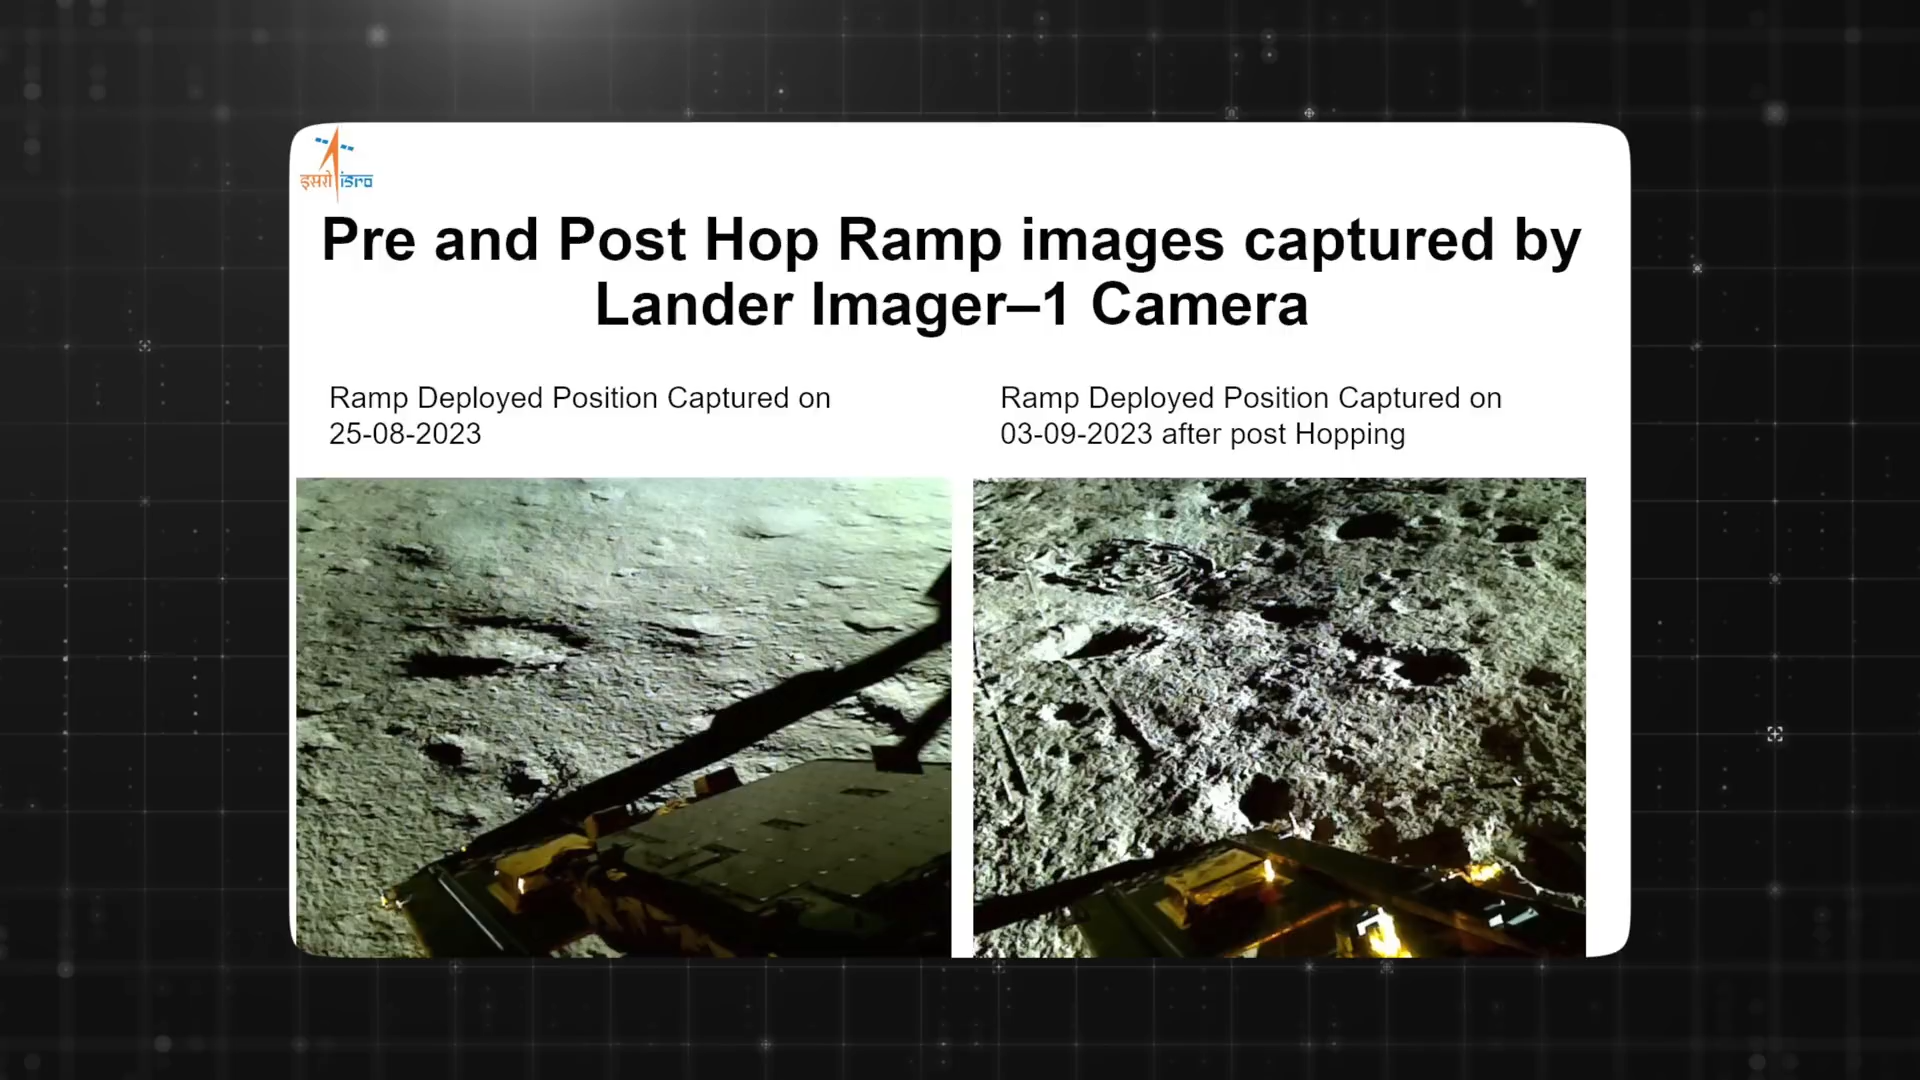 इसरो isro
Pre and Post Hop Ramp images captured by
Lander Imager–1 Camera
Ramp Deployed Position Captured on
25-08-2023
Ramp Deployed Position Captured on
03-09-2023 after post Hopping